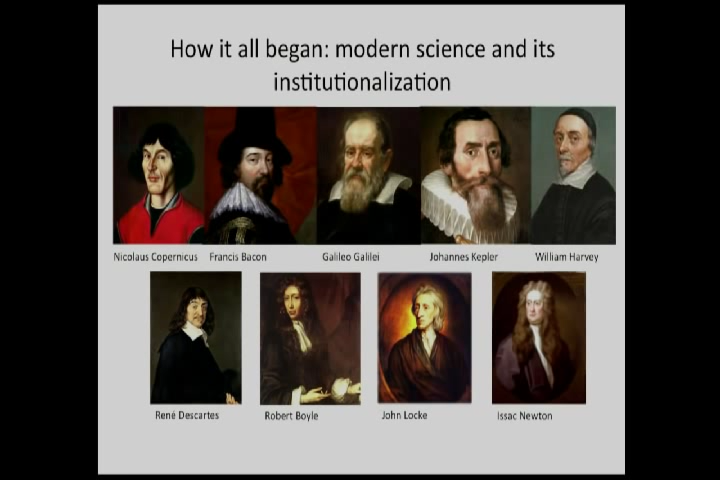 How it all began: modern science and its
institutionalization
Nicolaus Copernicus Francis Bacon Galileo Galilei Johannes Kepler William Harvey
René Descartes Robert Boyle John Locke Issac Newton